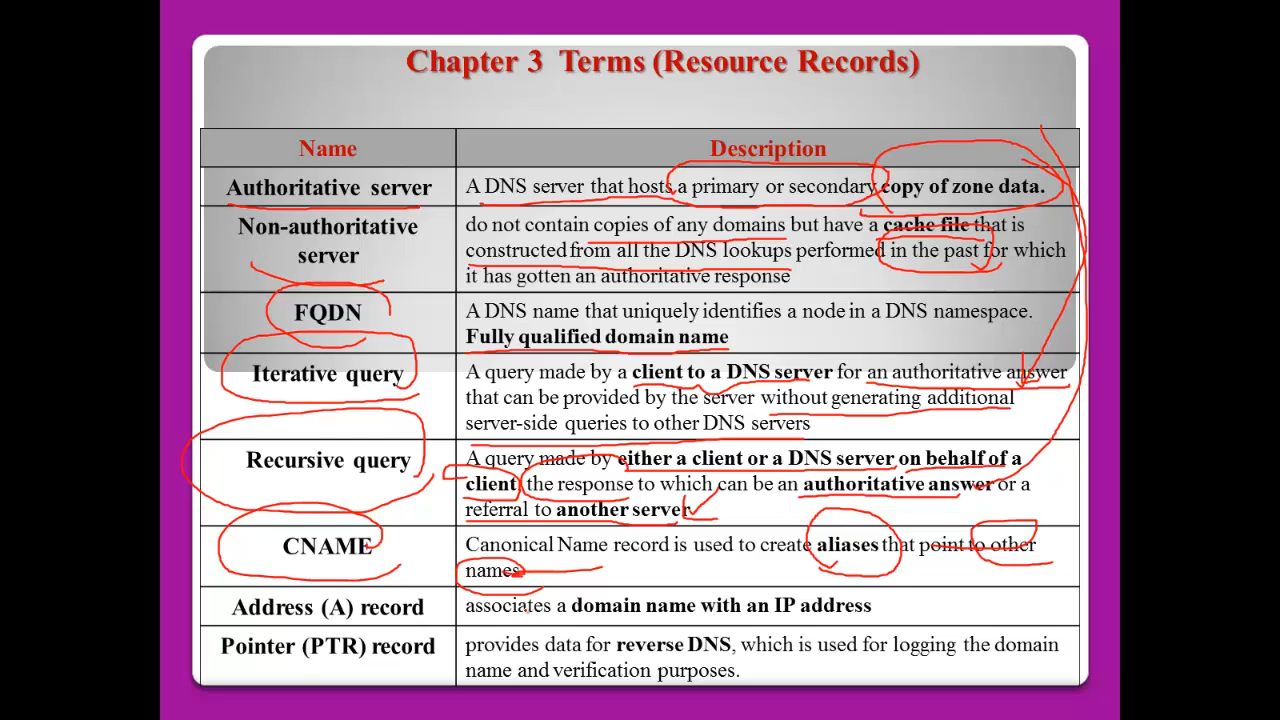 Chapter 3 Terms (Resource Records)
Name
Description
Authoritative server
A DNS server that hosts a primary or secondary copy of zone data.
Non-authoritative
server
do not contain copies of any domains but have a cache file that is
constructed from all the DNS lookups performed in the past for which
it has gotten an authoritative response
FQDN
A DNS name that uniquely identifies a node in a DNS namespace.
Fully qualified domain name
Iterative query
A query made by a client to a DNS server for an authoritative answer
that can be provided by the server without generating additional
server-side queries to other DNS servers
Recursive query
A query made by either a client or a DNS server on behalf of a
client, the response to which can be an authoritative answer or a
referral to another server
CNAME
Canonical Name record is used to create aliases that point to other
names
Address (A) record
associates a domain name with an IP address
Pointer (PTR) record
provides data for reverse DNS, which is used for logging the domain
name and verification purposes.